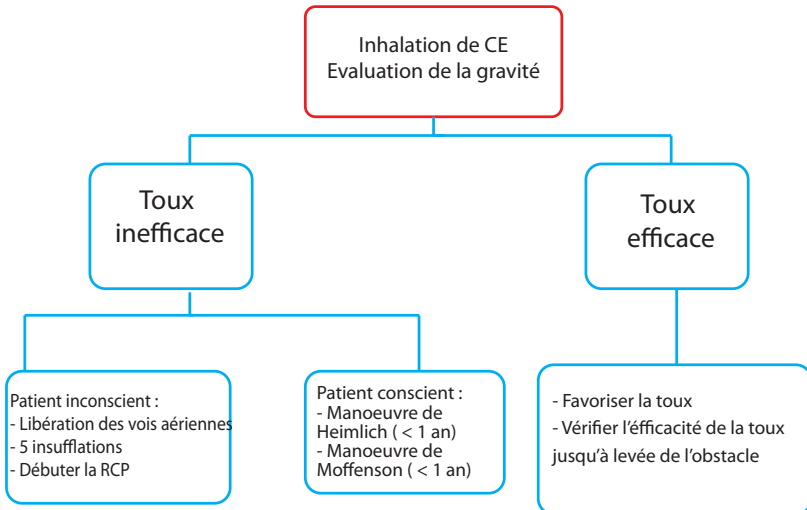 Inhalation de CE
Evaluation de la gravité
Toux
inefficace
Toux
efficace
Patient inconscient :
- Libération des vois aériennes
- 5 insufflations
- Débuter la RCP
Patient conscient :
- Manoeuvre de
Heimlich ( < 1 an)
- Manoeuvre de
Moffenson ( < 1 an)
- Favoriser la toux
- Vérifier l'éfficacité de la toux
jusqu'à levée de l'obstacle